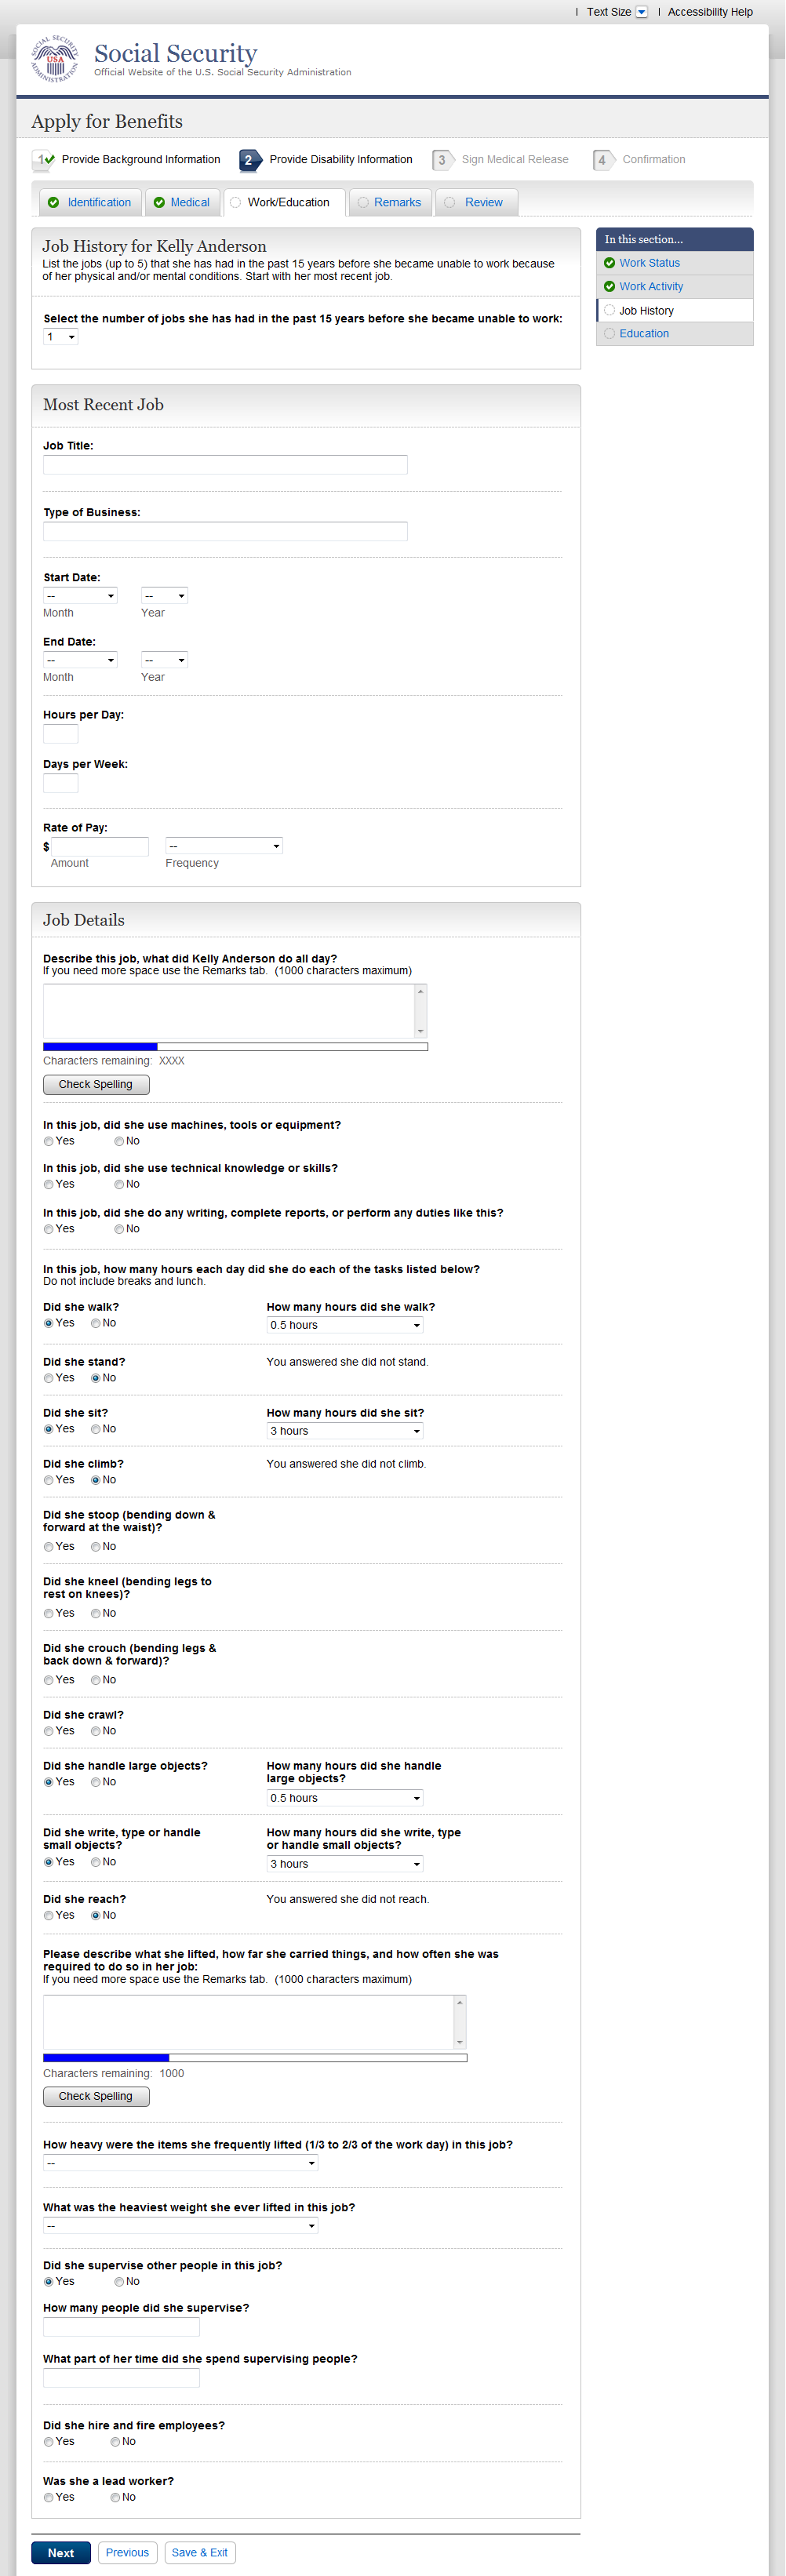 Text Size
Accessibility Help
SOCIAL SECURITY ADMINISTRATION
USA
Social Security
Official Website of the U.S. Social Security Administration
Apply for Benefits
1 Provide Background Information 2 Provide Disability Information 3 Sign Medical Release 4 Confirmation
Identification Medical Work/Education Remarks Review
Job History for Kelly Anderson
List the jobs (up to 5) that she has had in the past 15 years before she became unable to work because
of her physical and/or mental conditions. Start with her most recent job.
Select the number of jobs she has had in the past 15 years before she became unable to work:
1
In this section...
Work Status
Work Activity
Job History
Education
Most Recent Job
Job Title:
Type of Business:
Start Date:
-- --
Month Year
End Date:
-- --
Month Year
Hours per Day:
Days per Week:
Rate of Pay:
$ --
Amount Frequency
Job Details
Describe this job, what did Kelly Anderson do all day?
If you need more space use the Remarks tab. (1000 characters maximum)
Characters remaining: XXXX
Check Spelling
In this job, did she use machines, tools or equipment?
Yes No
In this job, did she use technical knowledge or skills?
Yes No
In this job, did she do any writing, complete reports, or perform any duties like this?
Yes No
In this job, how many hours each day did she do each of the tasks listed below?
Do not include breaks and lunch.
Did she walk? How many hours did she walk?
Yes No 0.5 hours
Did she stand? You answered she did not stand.
Yes No
Did she sit? How many hours did she sit?
Yes No 3 hours
Did she climb? You answered she did not climb.
Yes No
Did she stoop (bending down &
forward at the waist)?
Yes No
Did she kneel (bending legs to
rest on knees)?
Yes No
Did she crouch (bending legs &
back down & forward)?
Yes No
Did she crawl?
Yes No
Did she handle large objects? How many hours did she handle
large objects?
Yes No 0.5 hours
Did she write, type or handle How many hours did she write, type
small objects? or handle small objects?
Yes No 3 hours
Did she reach? You answered she did not reach.
Yes No
Please describe what she lifted, how far she carried things, and how often she was
required to do so in her job:
If you need more space use the Remarks tab. (1000 characters maximum)
Characters remaining: 1000
Check Spelling
How heavy were the items she frequently lifted (1/3 to 2/3 of the work day) in this job?
--
What was the heaviest weight she ever lifted in this job?
--
Did she supervise other people in this job?
Yes No
How many people did she supervise?
What part of her time did she spend supervising people?
Did she hire and fire employees?
Yes No
Was she a lead worker?
Yes No
Next Previous Save & Exit